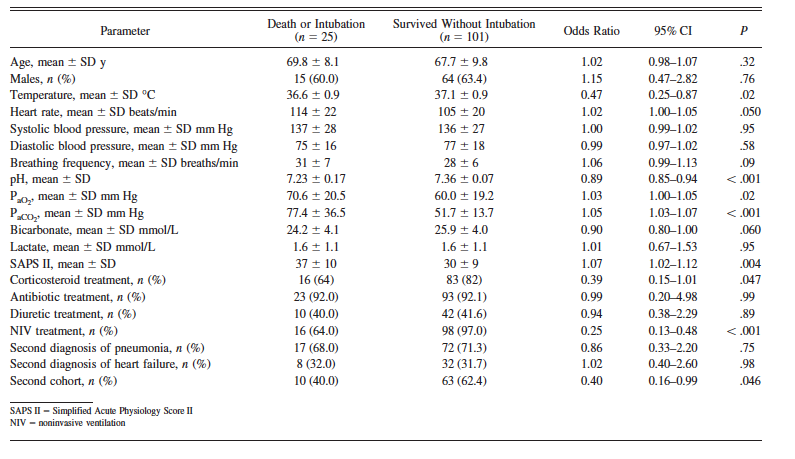 Parameter Death or Intubation (n = 25) Survived Without Intubation (n = 101) Odds Ratio 95% CI P
Age, mean ± SD y 69.8 ± 8.1 67.7 ± 9.8 1.02 0.98–1.07 .32
Males, n (%) 15 (60.0) 64 (63.4) 1.15 0.47–2.82 .76
Temperature, mean ± SD °C 36.6 ± 0.9 37.1 ± 0.9 0.47 0.25–0.87 .02
Heart rate, mean ± SD beats/min 114 ± 22 105 ± 20 1.02 1.00–1.05 .050
Systolic blood pressure, mean ± SD mm Hg 137 ± 28 136 ± 27 1.00 0.99–1.02 .95
Diastolic blood pressure, mean ± SD mm Hg 75 ± 16 77 ± 18 0.99 0.97–1.02 .58
Breathing frequency, mean ± SD breaths/min 31 ± 7 28 ± 6 1.06 0.99–1.13 .09
pH, mean ± SD 7.23 ± 0.17 7.36 ± 0.07 0.89 0.85–0.94 < .001
PaO2, mean ± SD mm Hg 70.6 ± 20.5 60.0 ± 19.2 1.03 1.00–1.05 .02
PaCO2, mean ± SD mm Hg 77.4 ± 36.5 51.7 ± 13.7 1.05 1.03–1.07 < .001
Bicarbonate, mean ± SD mmol/L 24.2 ± 4.1 25.9 ± 4.0 0.90 0.80–1.00 .060
Lactate, mean ± SD mmol/L 1.6 ± 1.1 1.6 ± 1.1 1.01 0.67–1.53 .95
SAPS II, mean ± SD 37 ± 10 30 ± 9 1.07 1.02–1.12 .004
Corticosteroid treatment, n (%) 16 (64) 83 (82) 0.39 0.15–1.01 .047
Antibiotic treatment, n (%) 23 (92.0) 93 (92.1) 0.99 0.20–4.98 .99
Diuretic treatment, n (%) 10 (40.0) 42 (41.6) 0.94 0.38–2.29 .89
NIV treatment, n (%) 16 (64.0) 98 (97.0) 0.25 0.13–0.48 < .001
Second diagnosis of pneumonia, n (%) 17 (68.0) 72 (71.3) 0.86 0.33–2.20 .75
Second diagnosis of heart failure, n (%) 8 (32.0) 32 (31.7) 1.02 0.40–2.60 .98
Second cohort, n (%) 10 (40.0) 63 (62.4) 0.40 0.16–0.99 .046
SAPS II = Simplified Acute Physiology Score II
NIV = noninvasive ventilation